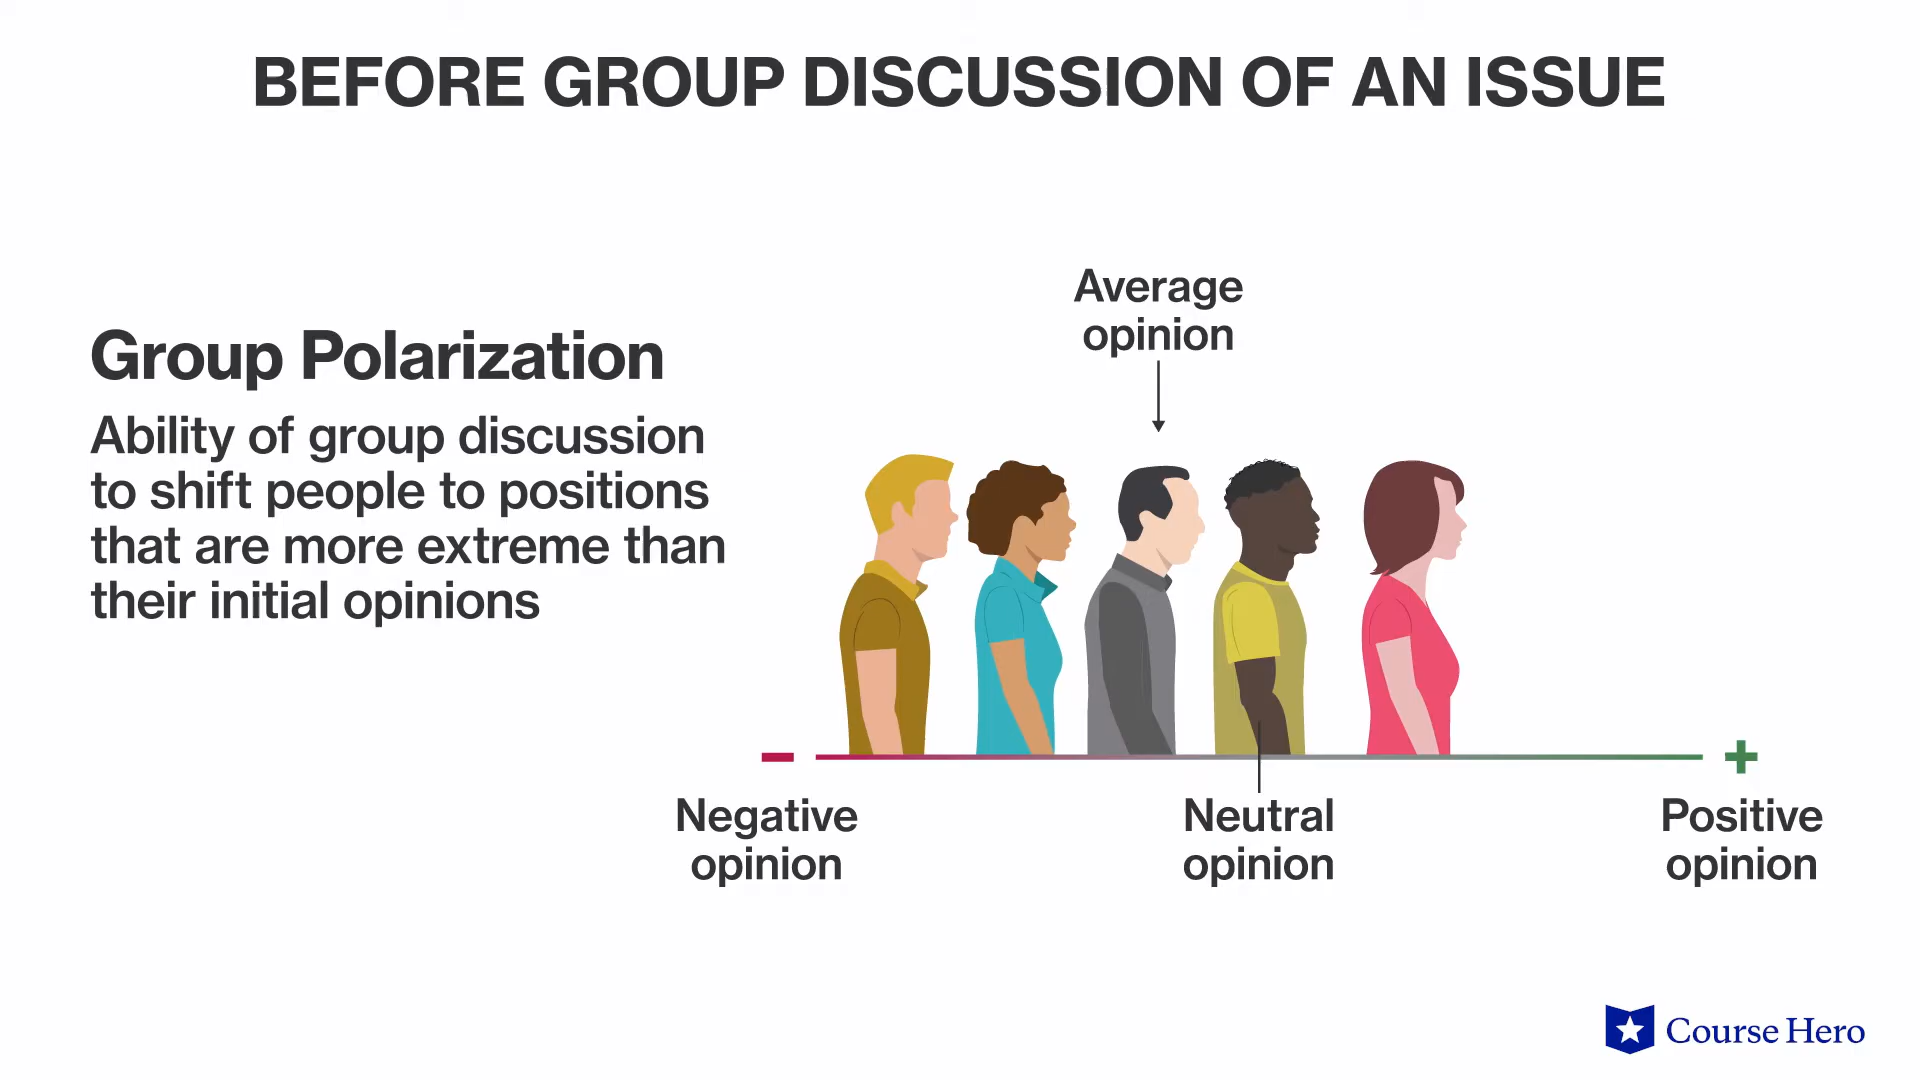 BEFORE GROUP DISCUSSION OF AN ISSUE
Group Polarization
Ability of group discussion
to shift people to positions
that are more extreme than
their initial opinions
Average
opinion
Negative
opinion
Neutral
opinion
Positive
opinion
Course Hero